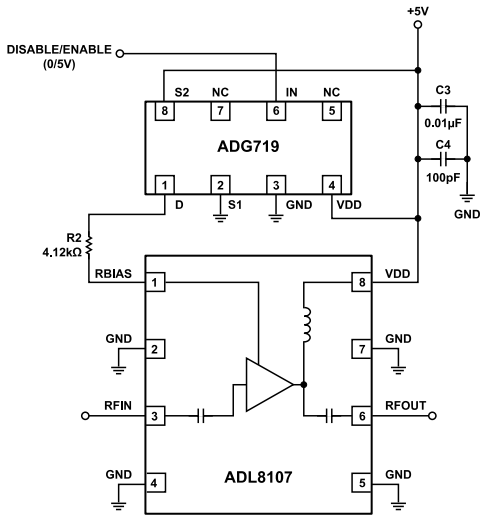 +5V
DISABLE/ENABLE
(0/5V)
S2 NC IN NC
8 7 6 5
C3
0.01µF
ADG719
C4
100pF
1 2 3 4
D S1 GND VDD
GND
R2
4.12kΩ
RBIAS 1 8 VDD
GND 2 7 GND
RFIN 3 6 RFOUT
GND 4 5 GND
ADL8107